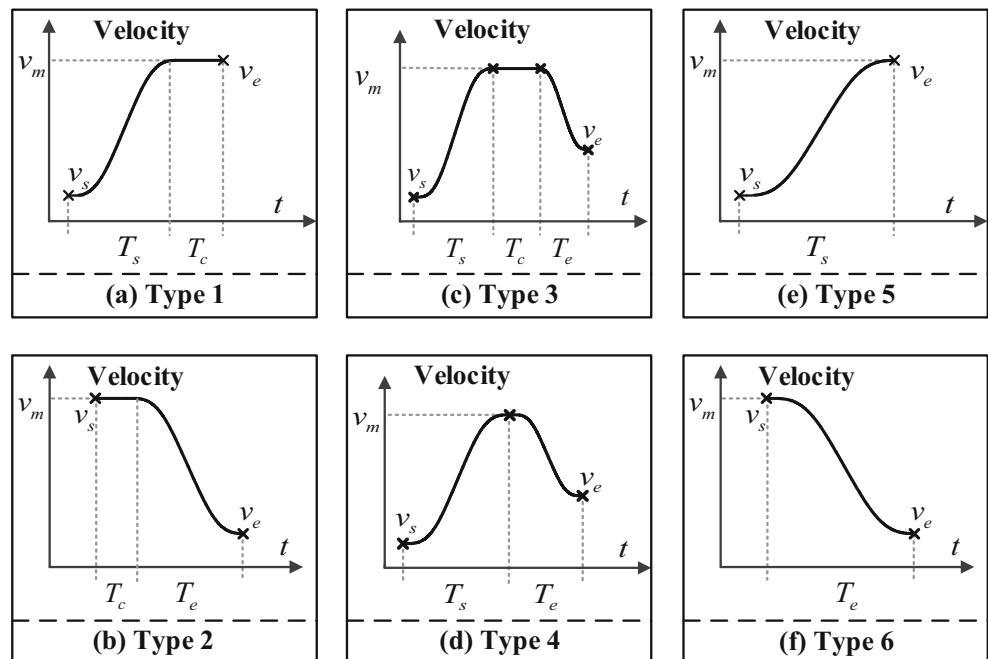 Velocity
v_m
v_e
v_s
t
T_s T_c
(a) Type 1
Velocity
v_m
v_e
v_s
t
T_s T_c T_e
(c) Type 3
Velocity
v_e
v_s
t
T_s
(e) Type 5
Velocity
v_m
v_s
v_e
t
T_c T_e
(b) Type 2
Velocity
v_m
v_e
v_s
t
T_s T_e
(d) Type 4
Velocity
v_m
v_s
v_e
t
T_e
(f) Type 6